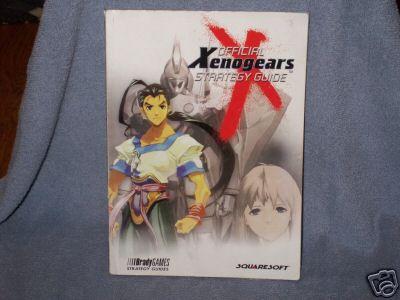 OFFICIAL
Xenogears
STRATEGY GUIDE
BradyGAMES
STRATEGY GUIDES
SQUARESOFT